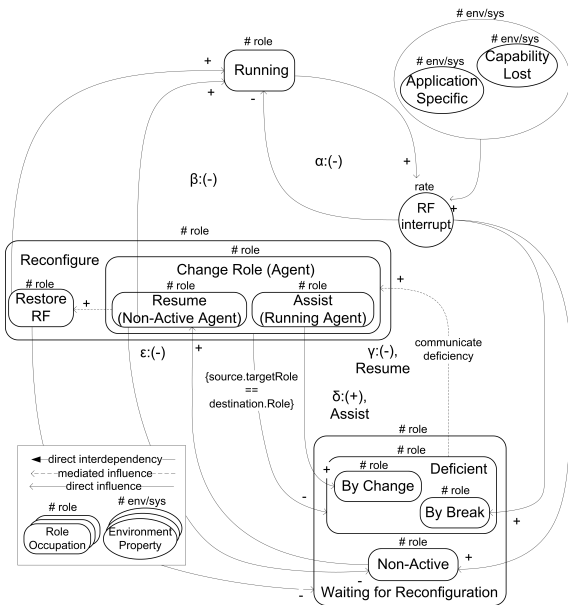 # env/sys
# role
+
Running
+
-
# env/sys
Capability
Lost
# env/sys
Application
Specific
β:(-)
α:(-)
+
rate
RF
interrupt
+
# role
Reconfigure
# role
Change Role (Agent)
+
# role
Restore
RF
+
# role
Resume
(Non-Active Agent)
# role
Assist
(Running Agent)
ε:(-)
+
{source.targetRole
==
destination.Role}
γ:(-),
Resume
communicate
deficiency
δ:(+),
Assist
# role
# role
Deficient
+
# role
By Change
# role
By Break
-
+
# role
Non-Active
+
-
-
Waiting for Reconfiguration
direct interdependency
mediated influence
direct influence
# role
Role
Occupation
# env/sys
Environment
Property